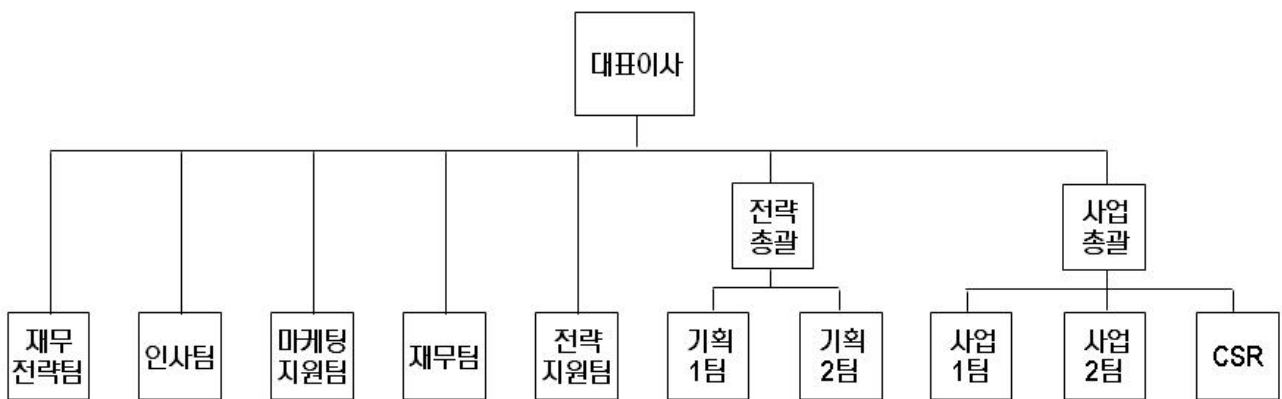 대표이사
전략
총괄
사업
총괄
재무
전략팀
인사팀
마케팅
지원팀
재무팀
전략
지원팀
기획
1팀
기획
2팀
사업
1팀
사업
2팀
CSR